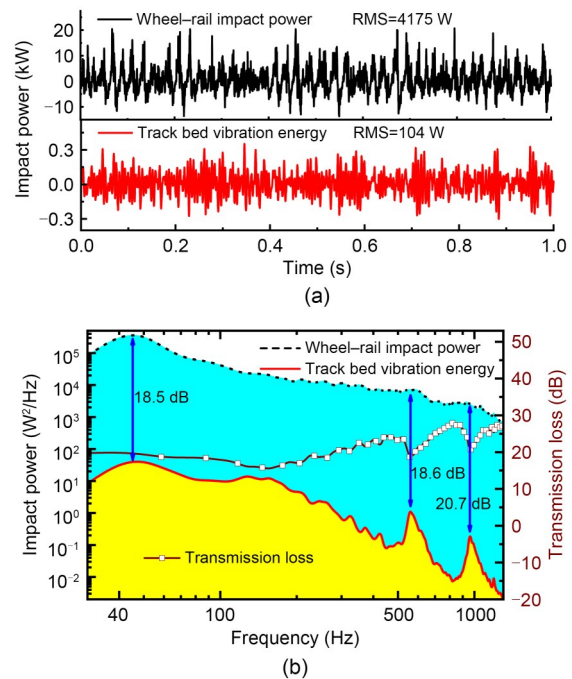 Wheel–rail impact power RMS=4175 W
20
10
0
−10
Track bed vibration energy RMS=104 W
0.3
0.0
−0.3
Impact power (kW)
0.0 0.2 0.4 0.6 0.8 1.0
Time (s)
(a)
Wheel–rail impact power
Track bed vibration energy
18.5 dB
18.6 dB
20.7 dB
Transmission loss
10⁵
10⁴
10³
10²
10¹
10⁰
10⁻¹
10⁻²
Impact power (W²/Hz)
50
40
30
20
10
0
−10
−20
Transmission loss (dB)
40 100 500 1000
Frequency (Hz)
(b)